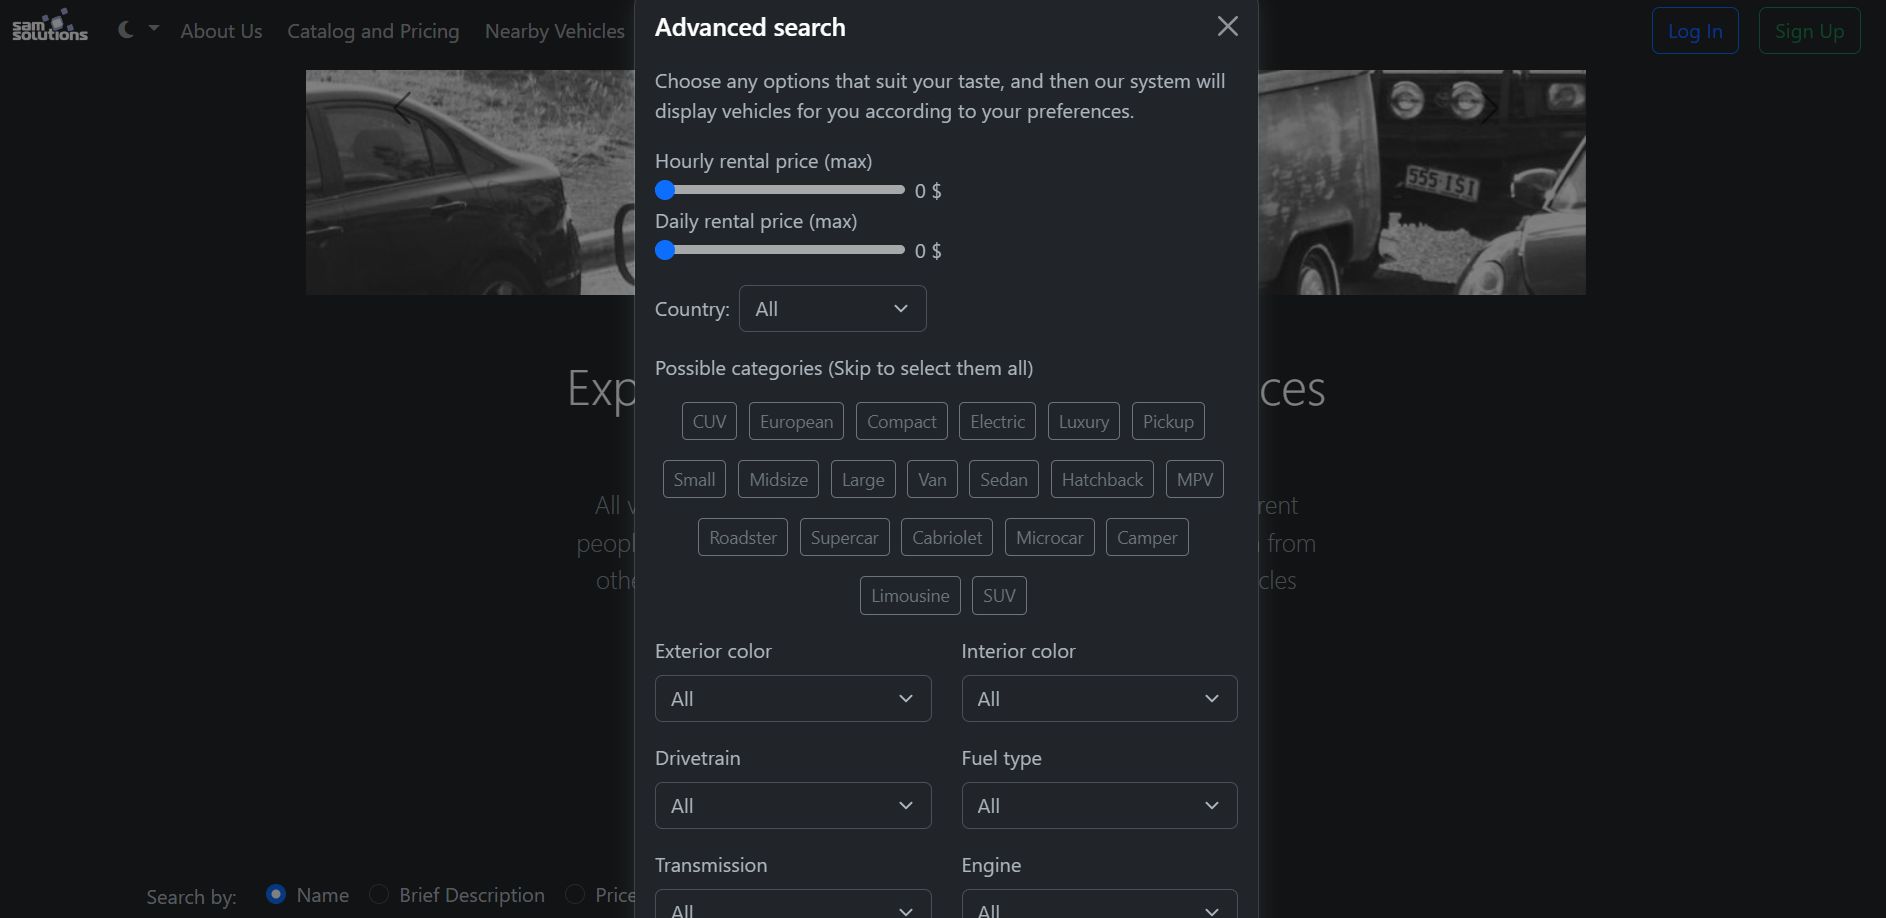 sam solutions
About Us Catalog and Pricing Nearby Vehicles
Log In Sign Up
Advanced search
Choose any options that suit your taste, and then our system will
display vehicles for you according to your preferences.
Hourly rental price (max)
0 $
Daily rental price (max)
0 $
Country: All
Possible categories (Skip to select them all)
CUV European Compact Electric Luxury Pickup
Small Midsize Large Van Sedan Hatchback MPV
Roadster Supercar Cabriolet Microcar Camper
Limousine SUV
Exterior color Interior color
All All
Drivetrain Fuel type
All All
Transmission Engine
All All
555·ISI
Exp ces
All v rent
peopl from
othe cles
Search by: Name Brief Description Price